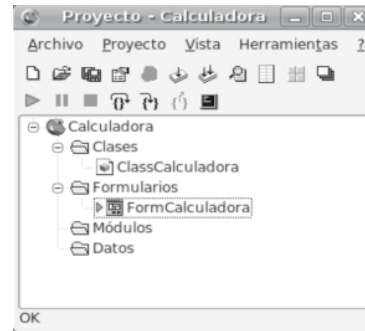 Proyecto - Calculadora
Archivo Proyecto Vista Herramientas ?
Calculadora
Clases
ClassCalculadora
Formularios
FormCalculadora
Módulos
Datos
OK